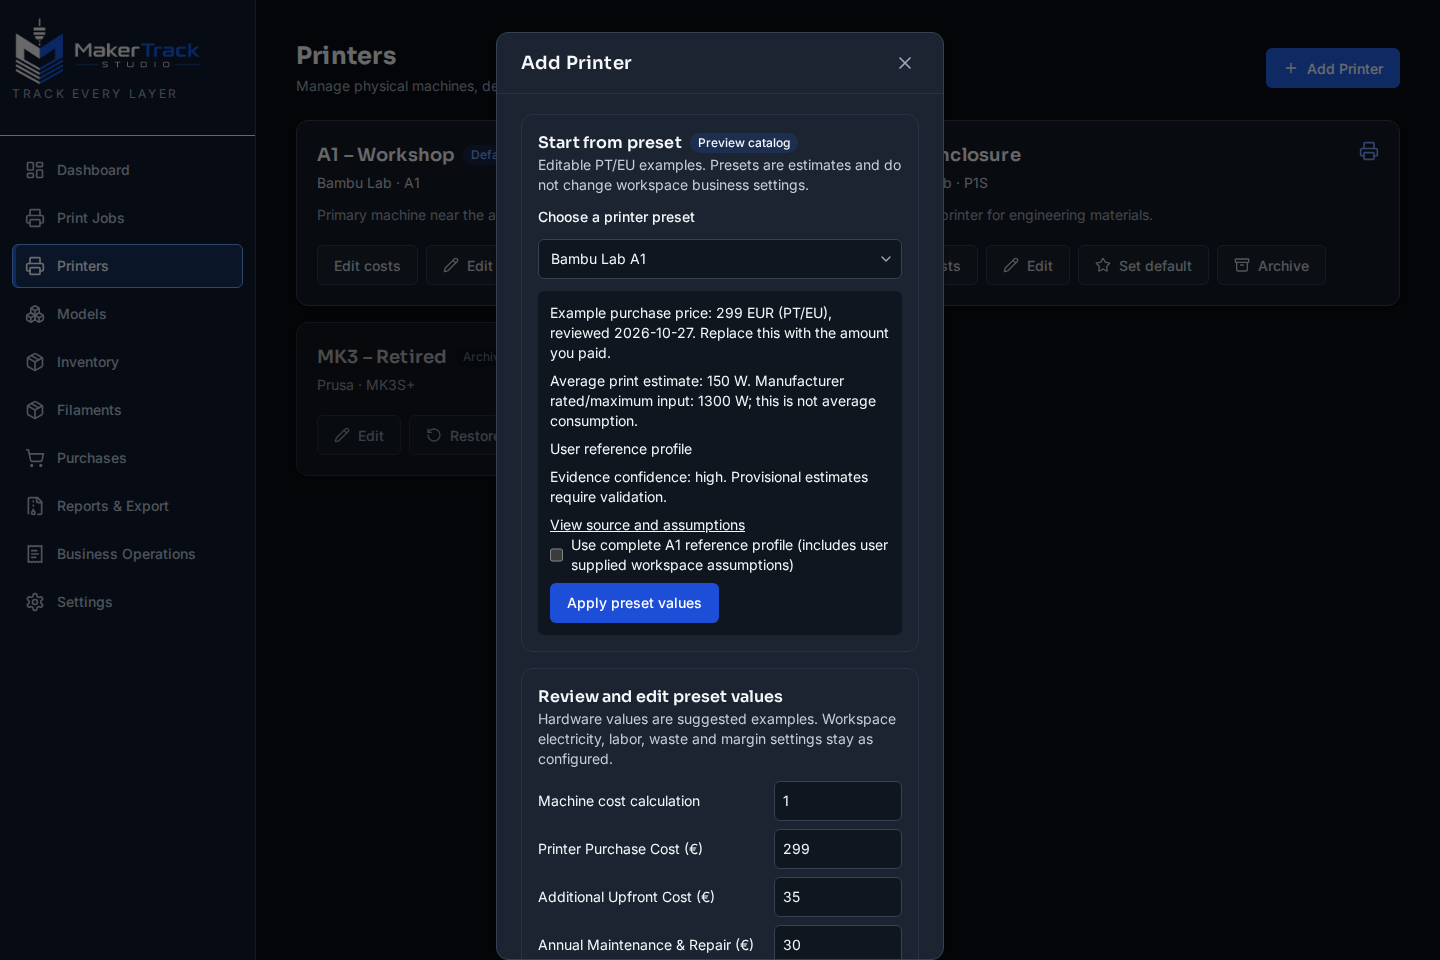 MakerTrack
STUDIO
TRACK EVERY LAYER
Dashboard
Print Jobs
Printers
Models
Inventory
Filaments
Purchases
Reports & Export
Business Operations
Settings
Printers
Manage physical machines, de
Add Printer
A1 – Workshop Defa
Bambu Lab · A1
Primary machine near the a
Edit costs Edit
nclosure
b · P1S
printer for engineering materials.
sts Edit Set default Archive
MK3 – Retired Archiv
Prusa · MK3S+
Edit Restore
Add Printer
Start from preset Preview catalog
Editable PT/EU examples. Presets are estimates and do
not change workspace business settings.
Choose a printer preset
Bambu Lab A1
Example purchase price: 299 EUR (PT/EU),
reviewed 2026-10-27. Replace this with the amount
you paid.
Average print estimate: 150 W. Manufacturer
rated/maximum input: 1300 W; this is not average
consumption.
User reference profile
Evidence confidence: high. Provisional estimates
require validation.
View source and assumptions
Use complete A1 reference profile (includes user
supplied workspace assumptions)
Apply preset values
Review and edit preset values
Hardware values are suggested examples. Workspace
electricity, labor, waste and margin settings stay as
configured.
Machine cost calculation 1
Printer Purchase Cost (€) 299
Additional Upfront Cost (€) 35
Annual Maintenance & Repair (€) 30